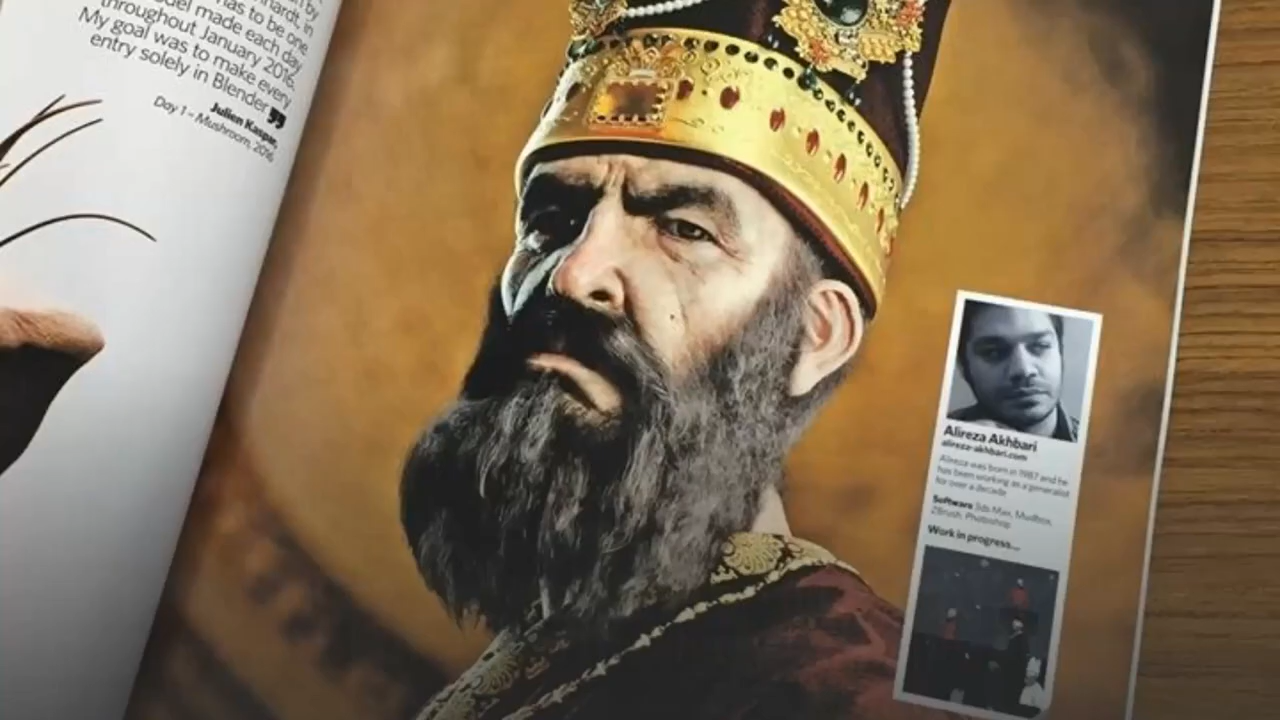 has to be one
model made each day
throughout January 2016.
My goal was to make every
entry solely in Blender ❞
Julien Kaspar,
Day 1 – Mushroom, 2016
Alireza Akhbari
alireza-akhbari.com
Alireza was born in 1987 and he
has been working as a generalist
for over a decade
Software 3ds Max, Mudbox,
ZBrush, Photoshop
Work in progress...